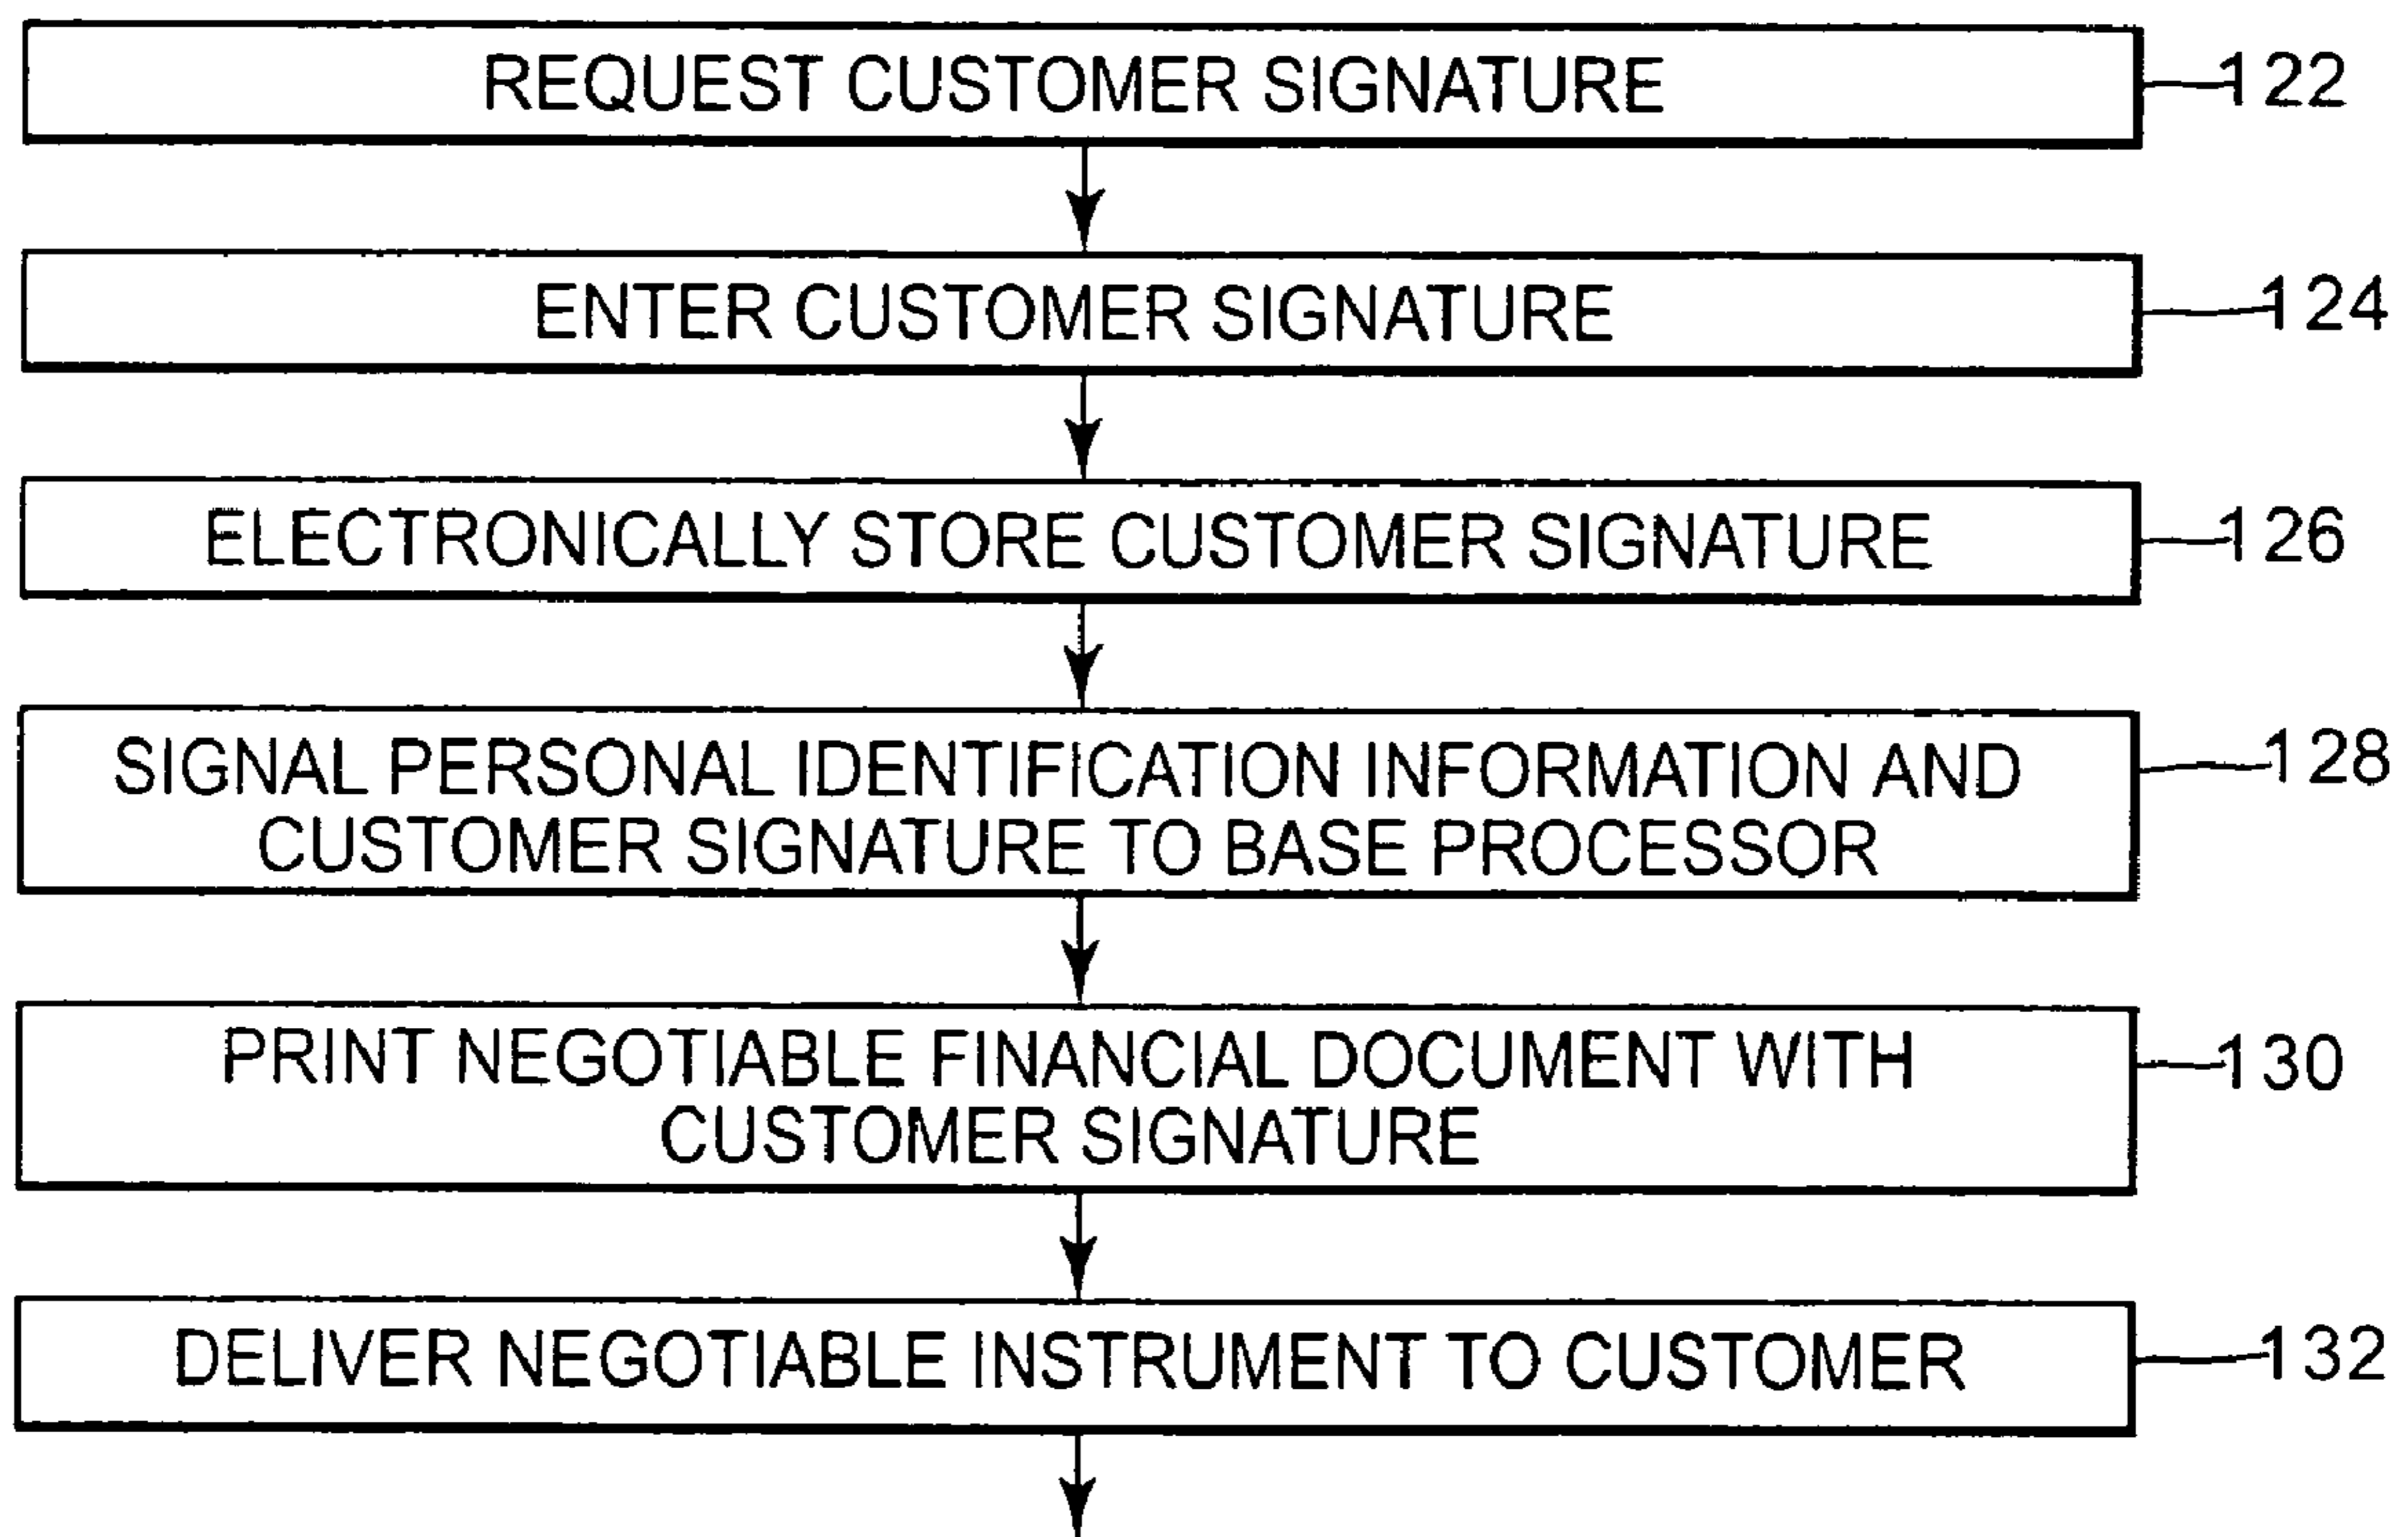 REQUEST CUSTOMER SIGNATURE 122
ENTER CUSTOMER SIGNATURE 124
ELECTRONICALLY STORE CUSTOMER SIGNATURE 126
SIGNAL PERSONAL IDENTIFICATION INFORMATION AND 128
CUSTOMER SIGNATURE TO BASE PROCESSOR
PRINT NEGOTIABLE FINANCIAL DOCUMENT WITH 130
CUSTOMER SIGNATURE
DELIVER NEGOTIABLE INSTRUMENT TO CUSTOMER 132